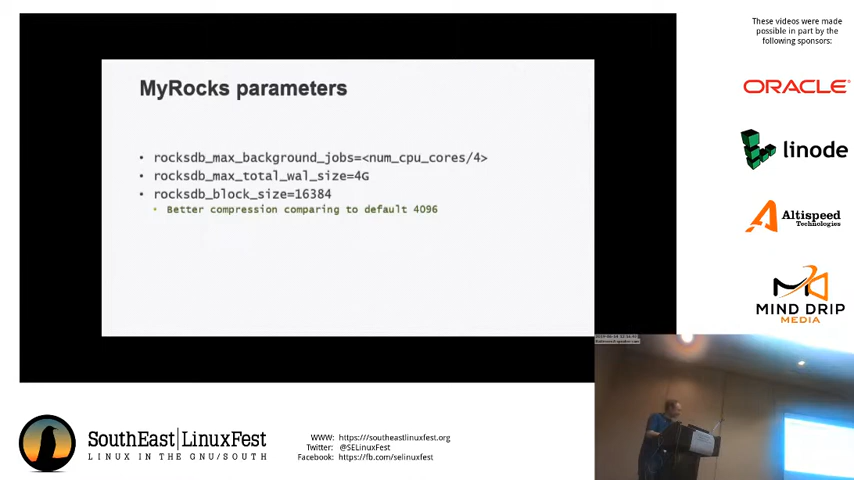 These videos were made
possible in part by the
following sponsors:
MyRocks parameters
• rocksdb_max_background_jobs=<num_cpu_cores/4>
• rocksdb_max_total_wal_size=4G
• rocksdb_block_size=16384
• Better compression comparing to default 4096
ORACLE
linode
Altispeed
Technologies
MIND DRIP
MEDIA
SouthEast|LinuxFest
LINUX IN THE GNU/SOUTH
WWW: https:///southeastlinuxfest.org
Twitter: @SELinuxFest
Facebook: https://fb.com/selinuxfest